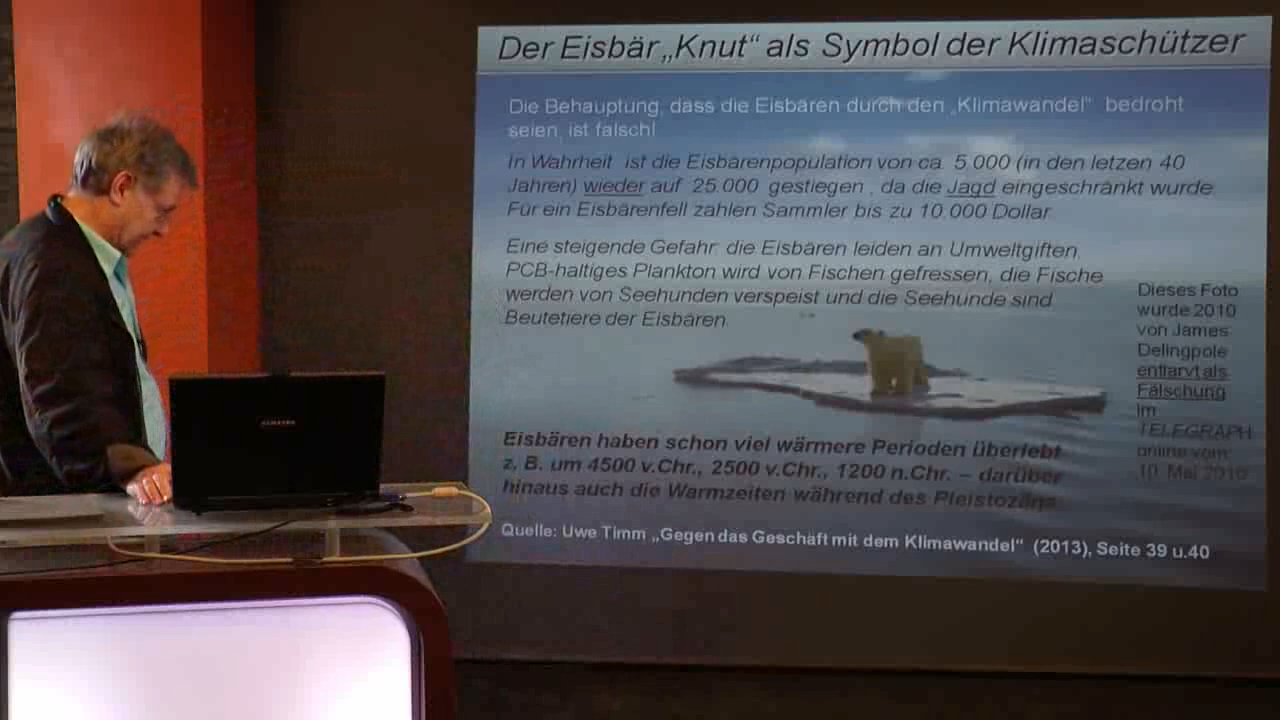 Der Eisbär „Knut“ als Symbol der Klimaschützer
Die Behauptung, dass die Eisbären durch den „Klimawandel“ bedroht
seien, ist falsch!
In Wahrheit ist die Eisbärenpopulation von ca. 5.000 (in den letzen 40
Jahren) wieder auf 25.000 gestiegen , da die Jagd eingeschränkt wurde.
Für ein Eisbärenfell zahlen Sammler bis zu 10.000 Dollar.
Eine steigende Gefahr: die Eisbären leiden an Umweltgiften.
PCB-haltiges Plankton wird von Fischen gefressen, die Fische
werden von Seehunden verspeist und die Seehunde sind
Beutetiere der Eisbären.
Dieses Foto
wurde 2010
von James
Delingpole
entlarvt als
Fälschung
im
TELEGRAPH
online vom:
10. Mai 2010
Eisbären haben schon viel wärmere Perioden überlebt
z. B. um 4500 v.Chr., 2500 v.Chr., 1200 n.Chr. – darüber
hinaus auch die Warmzeiten während des Pleistozäns.
Quelle: Uwe Timm „Gegen das Geschäft mit dem Klimawandel“ (2013), Seite 39 u.40
SAMSUNG